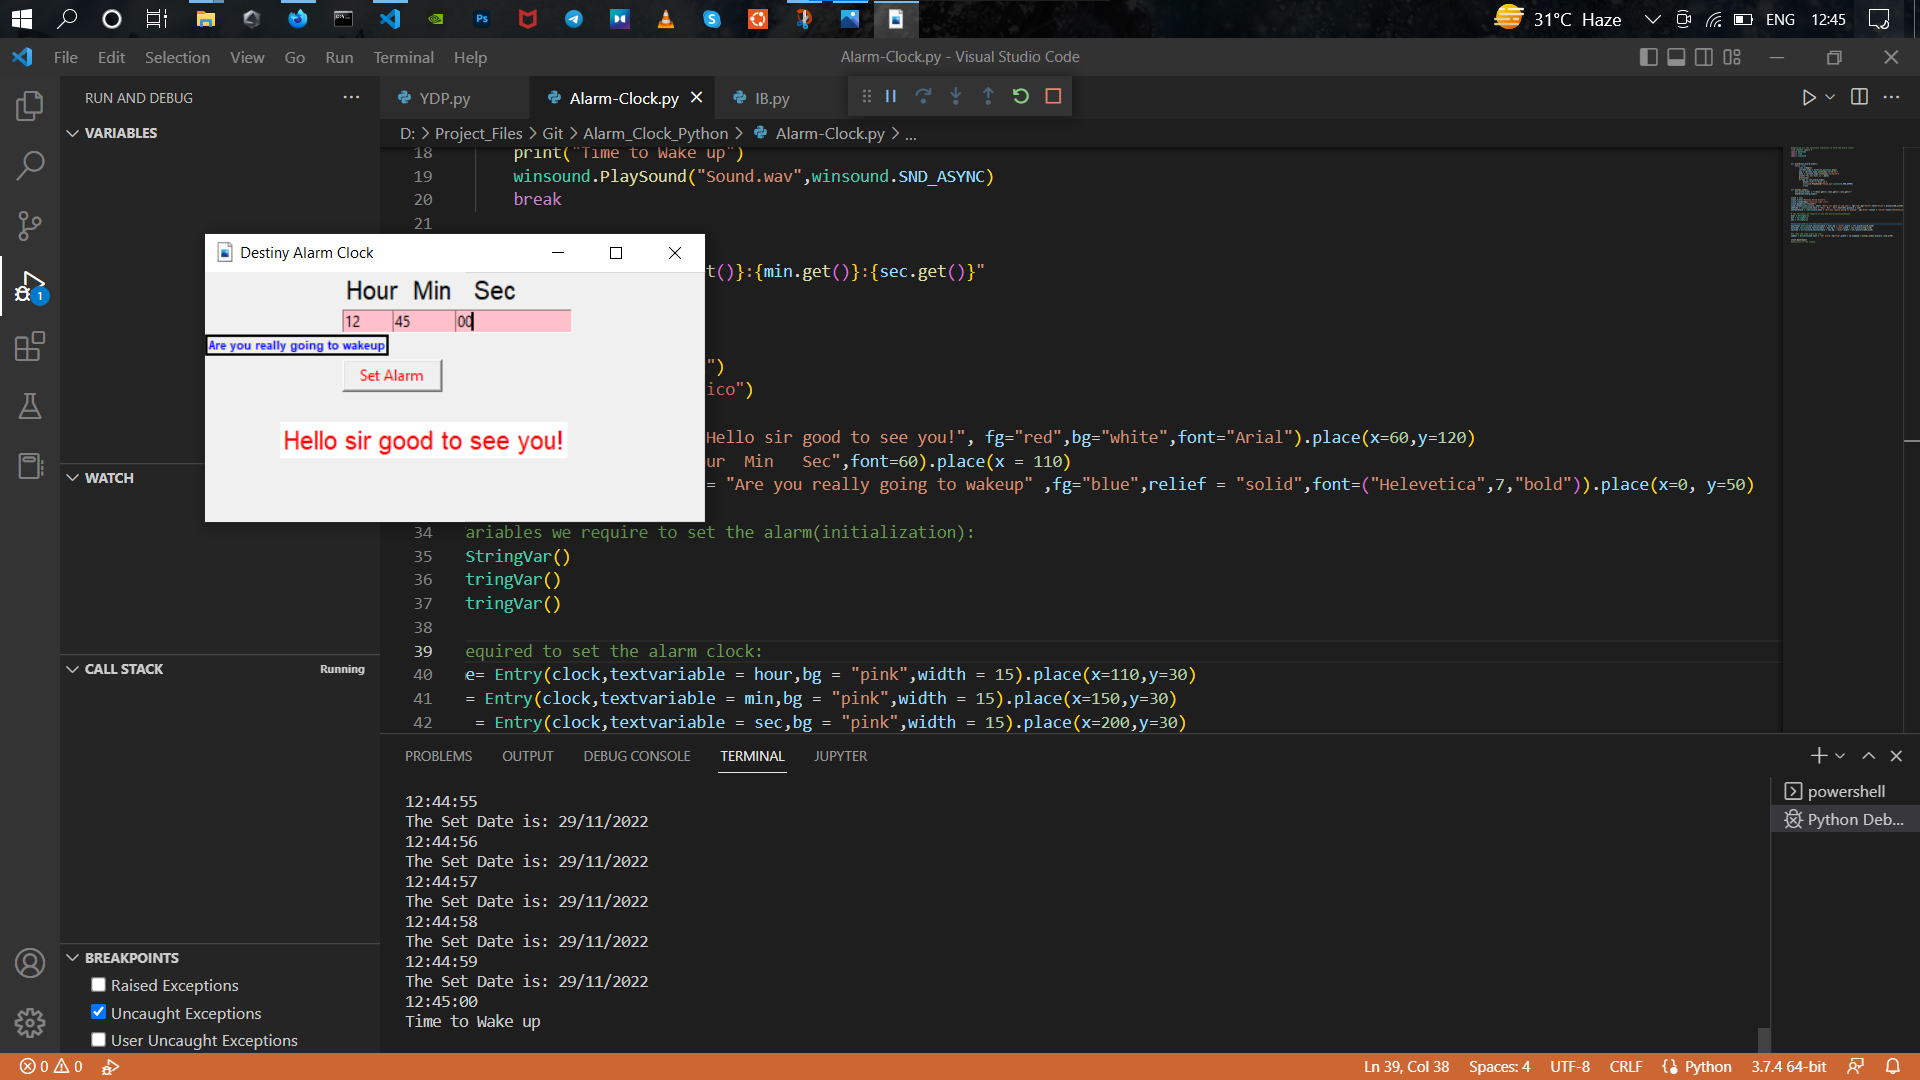 31°C Haze
ENG
12:45
File Edit Selection View Go Run Terminal Help
Alarm-Clock.py - Visual Studio Code
RUN AND DEBUG
YDP.py
Alarm-Clock.py
IB.py
VARIABLES
D: > Project_Files > Git > Alarm_Clock_Python > Alarm-Clock.py > ...
18 print("Time to Wake up")
19 winsound.PlaySound("Sound.wav",winsound.SND_ASYNC)
20 break
21
Destiny Alarm Clock
Hour Min Sec
12 45 00
Are you really going to wakeup
Set Alarm
Hello sir good to see you!
t()}:{min.get()}:{sec.get()}"
")
ico")
Hello sir good to see you!", fg="red",bg="white",font="Arial").place(x=60,y=120)
ur Min Sec",font=60).place(x = 110)
= "Are you really going to wakeup" ,fg="blue",relief = "solid",font=("Helevetica",7,"bold")).place(x=0, y=50)
WATCH
34 ariables we require to set the alarm(initialization):
35 StringVar()
36 tringVar()
37 tringVar()
38
39 equired to set the alarm clock:
40 e= Entry(clock,textvariable = hour,bg = "pink",width = 15).place(x=110,y=30)
41 = Entry(clock,textvariable = min,bg = "pink",width = 15).place(x=150,y=30)
42 = Entry(clock,textvariable = sec,bg = "pink",width = 15).place(x=200,y=30)
CALL STACK
Running
PROBLEMS OUTPUT DEBUG CONSOLE TERMINAL JUPYTER
12:44:55
The Set Date is: 29/11/2022
12:44:56
The Set Date is: 29/11/2022
12:44:57
The Set Date is: 29/11/2022
12:44:58
The Set Date is: 29/11/2022
12:44:59
The Set Date is: 29/11/2022
12:45:00
Time to Wake up
powershell
Python Deb...
BREAKPOINTS
Raised Exceptions
Uncaught Exceptions
User Uncaught Exceptions
1
0 0
Ln 39, Col 38
Spaces: 4
UTF-8
CRLF
Python
3.7.4 64-bit